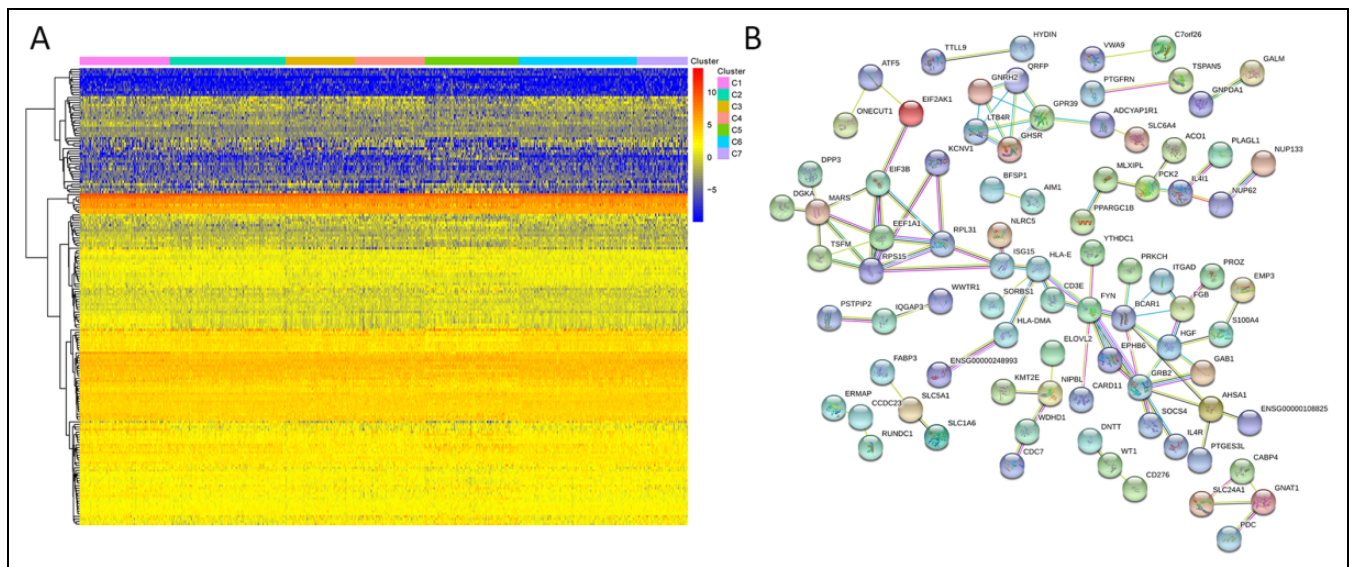 A
B
Cluster
Cluster
C1
C2
C3
C4
C5
C6
C7
10
5
0
−5
HYDIN
TTLL9
VWA9
C7orf26
ATF5
QRFP
GNRH2
TSPAN5
GALM
PTGFRN
EIF2AK1
GPR39
GNPDA1
ONECUT1
LTB4R
ADCYAP1R1
GHSR
SLC6A4
KCNV1
ACO1
PLAGL1
DPP3
EIF3B
MLXIPL
NUP133
BFSP1
PCK2
IL4I1
DGKA
MARS
AIM1
NUP62
PPARGC1B
NLRC5
EEF1A1
RPL31
YTHDC1
TSFM
ISG15
HLA-E
PRKCH
ITGAD
PROZ
RPS15
EMP3
WWTR1
SORBS1
CD3E
FYN
BCAR1
FGB
PSTPIP2
IQGAP3
HLA-DMA
S100A4
HGF
ELOVL2
EPHB6
FABP3
ENSG00000248993
GAB1
GRB2
KMT2E
NIPBL
CARD11
ERMAP
CCDC23
SLC5A1
AHSA1
ENSG00000108825
WDHD1
SOCS4
RUNDC1
SLC1A6
DNTT
IL4R
PTGES3L
CDC7
WT1
CABP4
CD276
SLC24A1
GNAT1
PDC